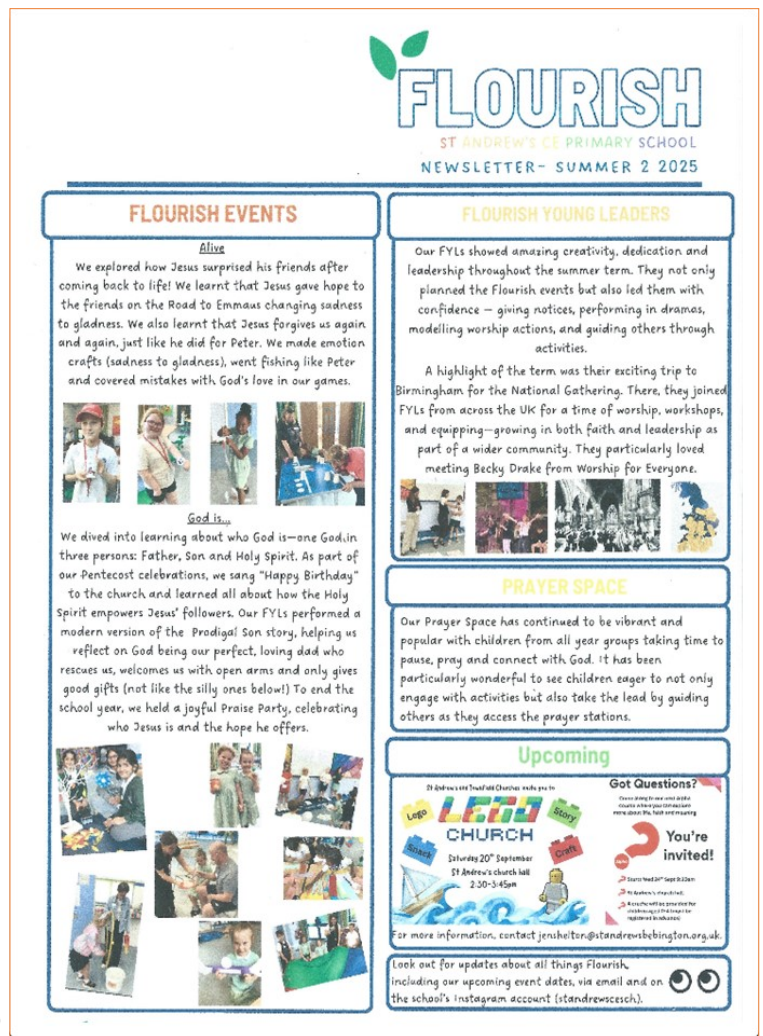 FLOURISH
ST ANDREW'S CE PRIMARY SCHOOL
NEWSLETTER- SUMMER 2 2025
FLOURISH EVENTS
Alive
We explored how Jesus surprised his friends after
coming back to life! We learnt that Jesus gave hope to
the friends on the Road to Emmaus changing sadness
to gladness. We also learnt that Jesus forgives us again
and again, just like he did for Peter. We made emotion
crafts (sadness to gladness), went fishing like Peter
and covered mistakes with God's love in our games.
God is...
We dived into learning about who God is—one God,in
three persons: Father, Son and Holy Spirit. As part of
our Pentecost celebrations, we sang "Happy Birthday"
to the church and learned all about how the Holy
Spirit empowers Jesus' followers. Our FYLs performed a
modern version of the Prodigal Son story, helping us
reflect on God being our perfect, loving dad who
rescues us, welcomes us with open arms and only gives
good gifts (not like the silly ones below!) To end the
school year, we held a joyful Praise Party, celebrating
who Jesus is and the hope he offers.
FLOURISH YOUNG LEADERS
Our FYLs showed amazing creativity, dedication and
leadership throughout the summer term. They not only
planned the Flourish events but also led them with
confidence – giving notices, performing in dramas,
modelling worship actions, and guiding others through
activities.
A highlight of the term was their exciting trip to
Birmingham for the National Gathering. There, they joined
FYLs from across the UK for a time of worship, workshops,
and equipping—growing in both faith and leadership as
part of a wider community. They particularly loved
meeting Becky Drake from Worship for Everyone.
PRAYER SPACE
Our Prayer Space has continued to be vibrant and
popular with children from all year groups taking time to
pause, pray and connect with God. It has been
particularly wonderful to see children eager to not only
engage with activities but also take the lead by guiding
others as they access the prayer stations.
Upcoming
St Andrew's and Townfield Churches invite you to
LEGO
CHURCH
Lego
Story
Snack
Craft
Saturday 20th September
St Andrew's church hall
2:30-3:45pm
Got Questions?
You're
invited!
Starts Wed 24th Sept 9:30am
St Andrew's church hall
For more information, contact jenshelton@standrewsbebington.org.uk.
Look out for updates about all things Flourish,
including our upcoming event dates, via email and on
the school's Instagram account (standrewscesch).